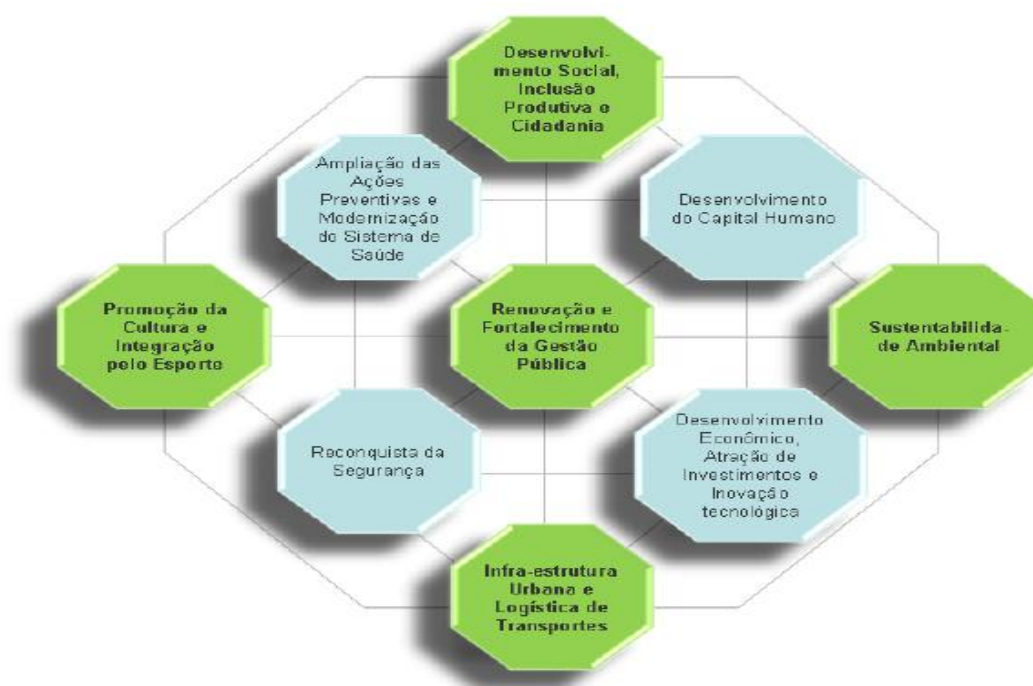 Desenvolvi-
mento Social,
Inclusão
Produtiva e
Cidadania
Ampliação das
Ações
Preventivas e
Modernização
do Sistema de
Saúde
Desenvolvimento
do Capital Humano
Promoção da
Cultura e
Integração
pelo Esporte
Renovação e
Fortalecimento
da Gestão
Pública
Sustentabilida-
de Ambiental
Reconquista da
Segurança
Desenvolvimento
Econômico,
Atração de
Investimentos e
Inovação
tecnológica
Infra-estrutura
Urbana e
Logística de
Transportes